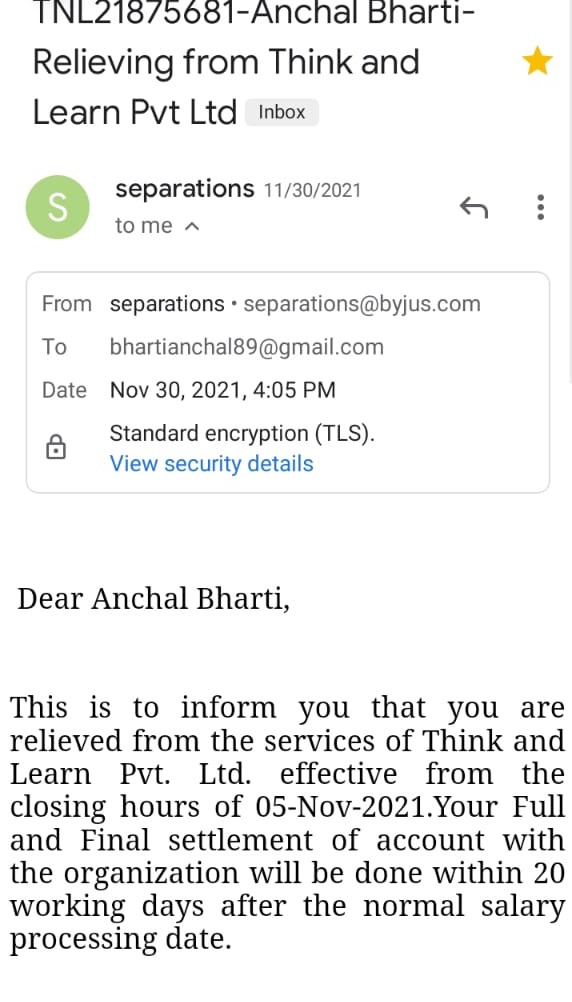 TNL21875681-Anchal Bharti-
Relieving from Think and
Learn Pvt Ltd Inbox
S
separations 11/30/2021
to me
From separations • separations@byjus.com
To bhartianchal89@gmail.com
Date Nov 30, 2021, 4:05 PM
Standard encryption (TLS).
View security details
Dear Anchal Bharti,
This is to inform you that you are
relieved from the services of Think and
Learn Pvt. Ltd. effective from the
closing hours of 05-Nov-2021.Your Full
and Final settlement of account with
the organization will be done within 20
working days after the normal salary
processing date.